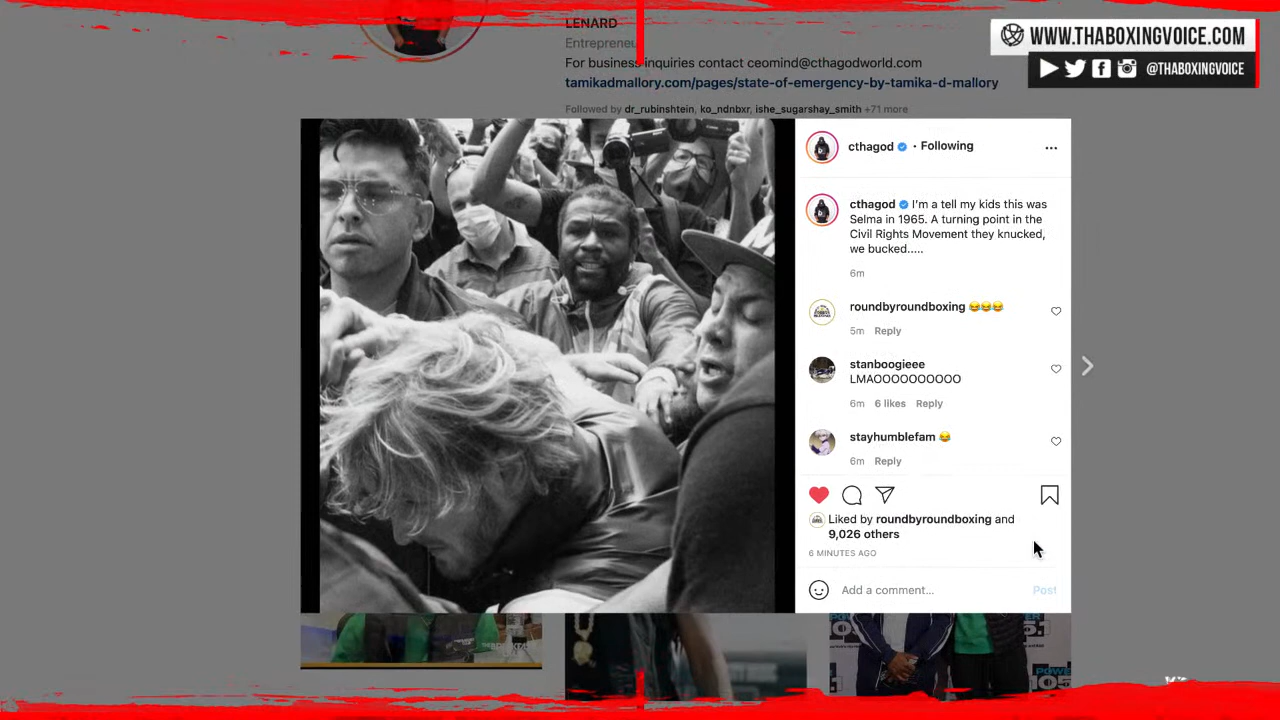 LENARD
Entrepreneu
For business inquiries contact ceomind@cthagodworld.com
tamikadmallory.com/pages/state-of-emergency-by-tamika-d-mallory
Followed by dr_rubinshtein, ko_ndnbxr, ishe_sugarshay_smith +71 more
WWW.THABOXINGVOICE.COM
@THABOXINGVOICE
cthagod • Following
cthagod I'm a tell my kids this was
Selma in 1965. A turning point in the
Civil Rights Movement they knucked,
we bucked.....
6m
roundbyroundboxing 😂😂😂
5m Reply
stanboogieee
LMAOOOOOOOOOO
6m 6 likes Reply
stayhumblefam 😂
6m Reply
Liked by roundbyroundboxing and
9,026 others
6 MINUTES AGO
Add a comment... Post
POWER
105.1